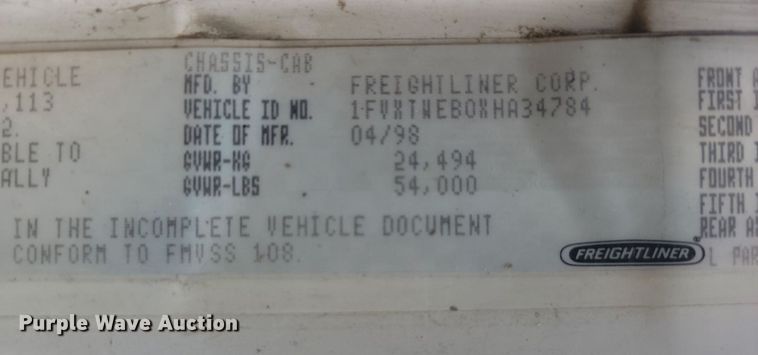 CHASSIS-CAB
EHICLE MFD. BY FREIGHTLINER CORP. FRONT A
,113 VEHICLE ID NO. 1FVXTWEB0XHA34784 FIRST I
2. DATE OF MFR. 04/98 SECOND
BLE TO GVWR-KG 24,494 THIRD I
ALLY GVWR-LBS 54,000 FOURTH
FIFTH I
IN THE INCOMPLETE VEHICLE DOCUMENT REAR A
CONFORM TO FMVSS 108. FREIGHTLINER L PAR
Purple Wave Auction